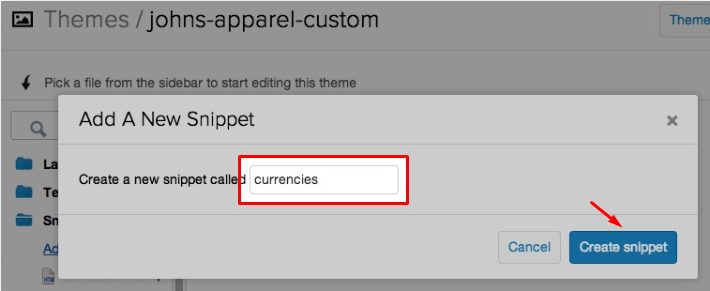 Themes / johns-apparel-custom
Theme
Pick a file from the sidebar to start editing this theme
Add A New Snippet
Create a new snippet called currencies
La
Te
Sn
Ad
Cancel
Create snippet